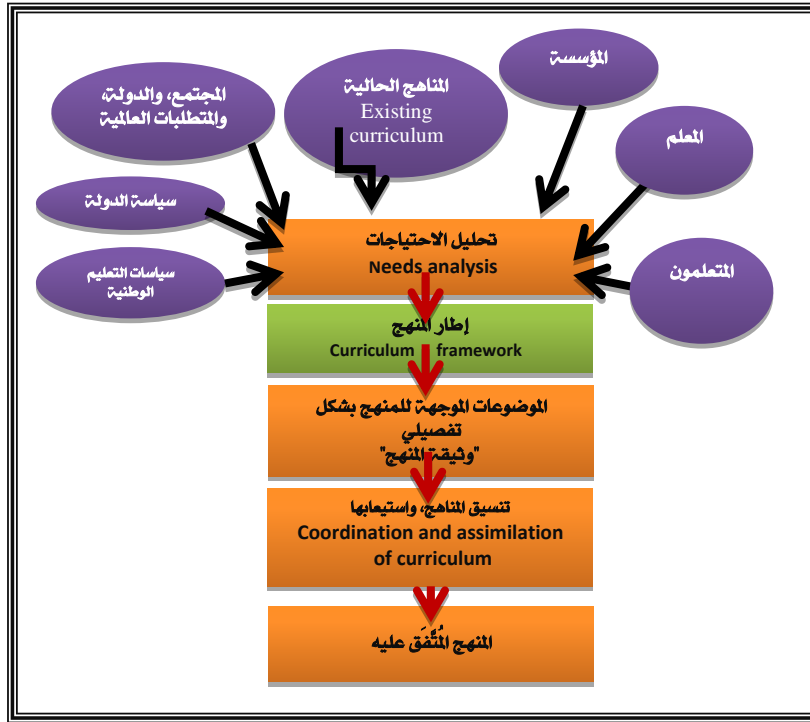 المؤسسة
المناهج الحالية
Existing
curriculum
المجتمع، والدولة،
والمتطلبات العالمية
المعلم
سياسة الدولة
المتعلمون
سياسات التعليم
الوطنية
تحليل الاحتياجات
Needs analysis
إطار المنهج
Curriculum framework
الموضوعات الموجهة للمنهج بشكل
تفصيلي
"وثيقة المنهج"
تنسيق المناهج، واستيعابها
Coordination and assimilation
of curriculum
المنهج المُتَّفَق عليه